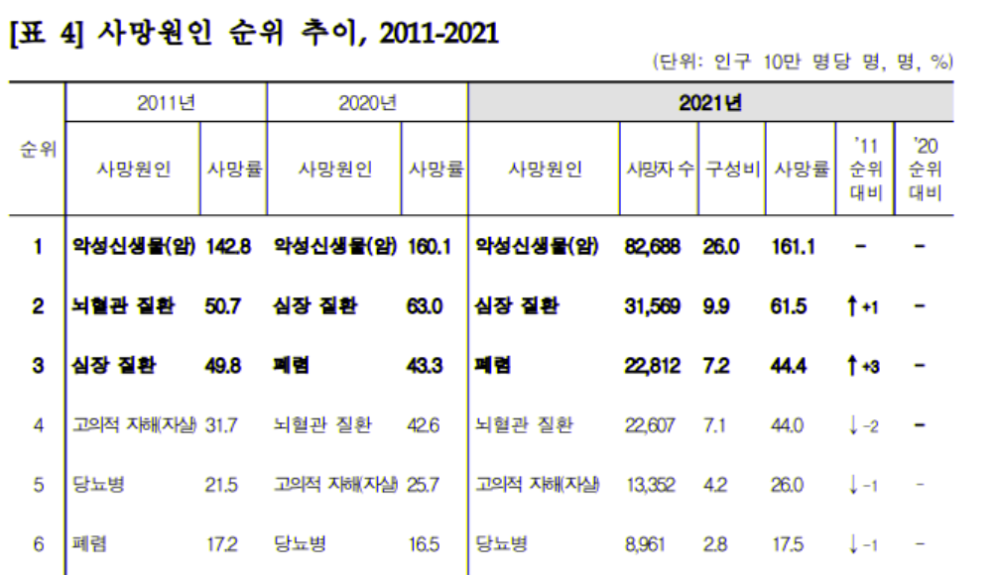 [표 4] 사망원인 순위 추이, 2011-2021
(단위: 인구 10만 명당 명, 명, %)
순위 2011년 2020년 2021년
사망원인 사망률 사망원인 사망률 사망원인 사망자 수 구성비 사망률 '11 순위 대비 '20 순위 대비
1 악성신생물(암) 142.8 악성신생물(암) 160.1 악성신생물(암) 82,688 26.0 161.1 - -
2 뇌혈관 질환 50.7 심장 질환 63.0 심장 질환 31,569 9.9 61.5 ↑ +1 -
3 심장 질환 49.8 폐렴 43.3 폐렴 22,812 7.2 44.4 ↑ +3 -
4 고의적 자해(자살) 31.7 뇌혈관 질환 42.6 뇌혈관 질환 22,607 7.1 44.0 ↓ -2 -
5 당뇨병 21.5 고의적 자해(자살) 25.7 고의적 자해(자살) 13,352 4.2 26.0 ↓ -1 -
6 폐렴 17.2 당뇨병 16.5 당뇨병 8,961 2.8 17.5 ↓ -1 -